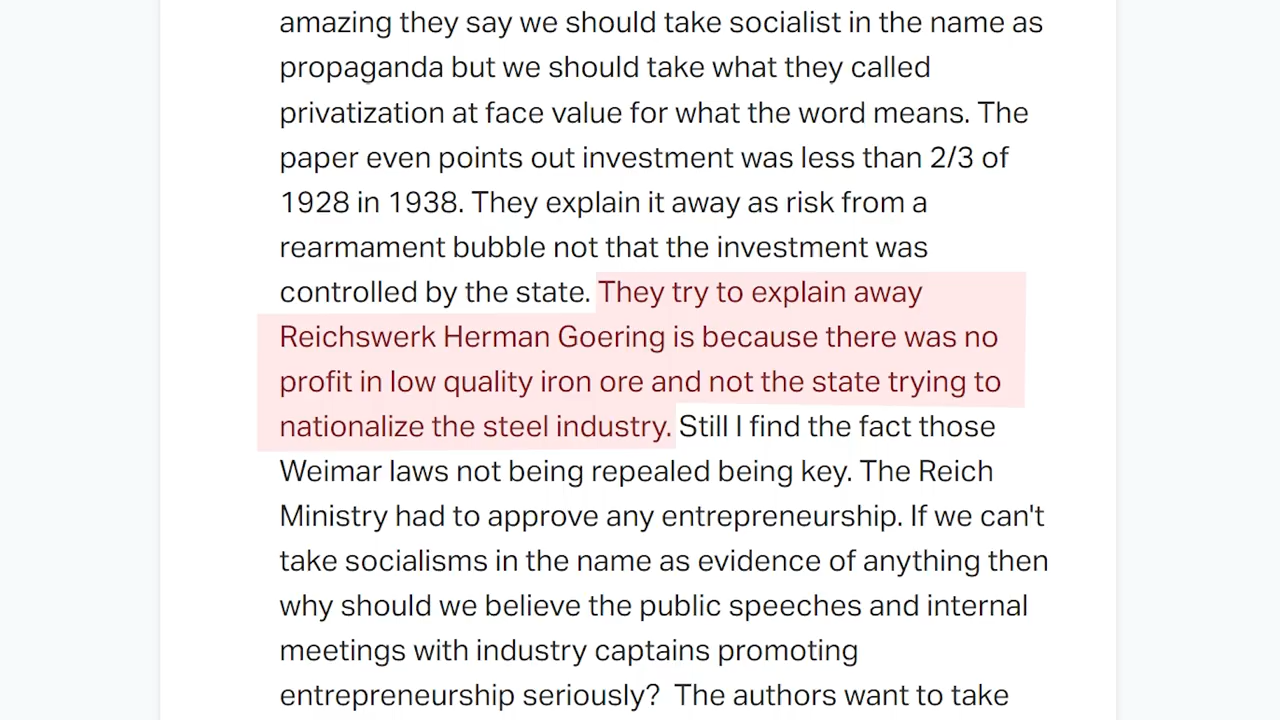 amazing they say we should take socialist in the name as
propaganda but we should take what they called
privatization at face value for what the word means. The
paper even points out investment was less than 2/3 of
1928 in 1938. They explain it away as risk from a
rearmament bubble not that the investment was
controlled by the state. They try to explain away
Reichswerk Herman Goering is because there was no
profit in low quality iron ore and not the state trying to
nationalize the steel industry. Still I find the fact those
Weimar laws not being repealed being key. The Reich
Ministry had to approve any entrepreneurship. If we can't
take socialisms in the name as evidence of anything then
why should we believe the public speeches and internal
meetings with industry captains promoting
entrepreneurship seriously?  The authors want to take